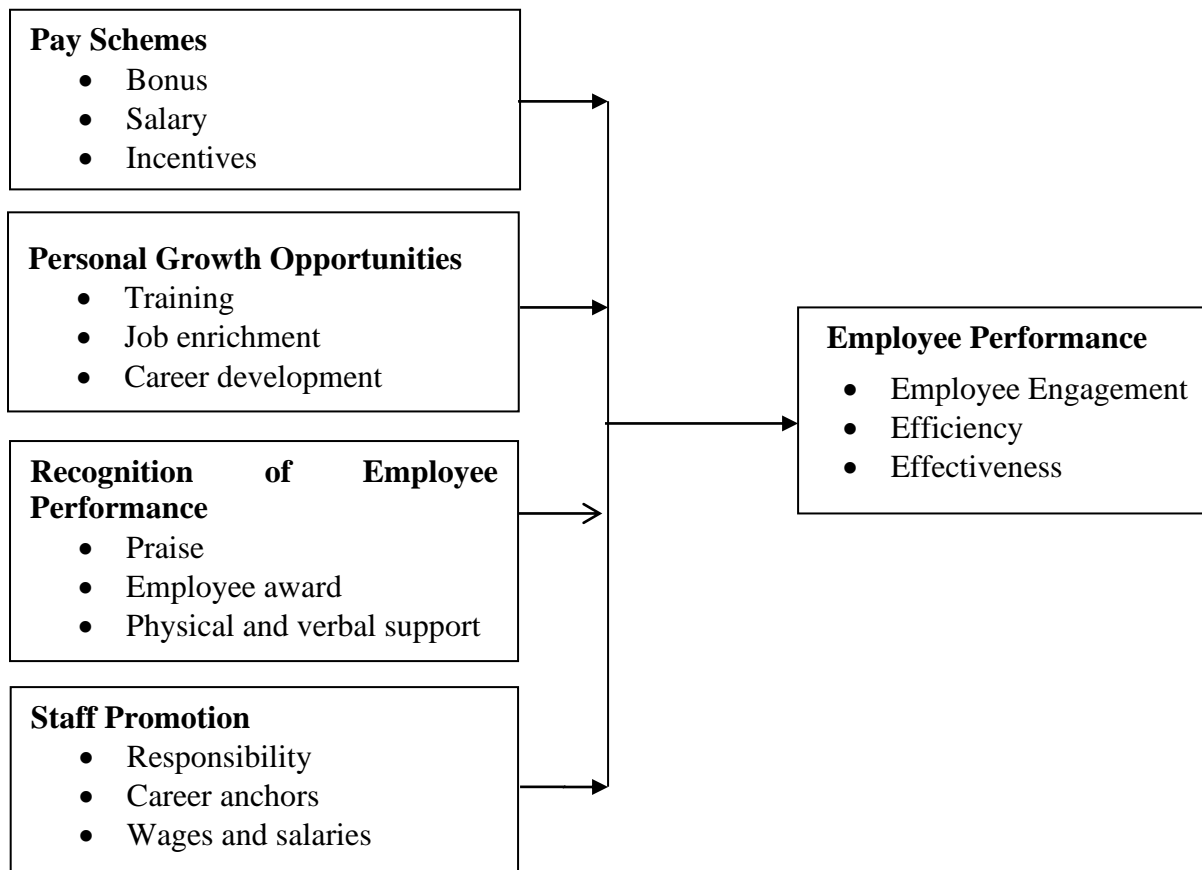 Pay Schemes
• Bonus
• Salary
• Incentives
Personal Growth Opportunities
• Training
• Job enrichment
• Career development
Recognition of Employee
Performance
• Praise
• Employee award
• Physical and verbal support
Staff Promotion
• Responsibility
• Career anchors
• Wages and salaries
Employee Performance
• Employee Engagement
• Efficiency
• Effectiveness